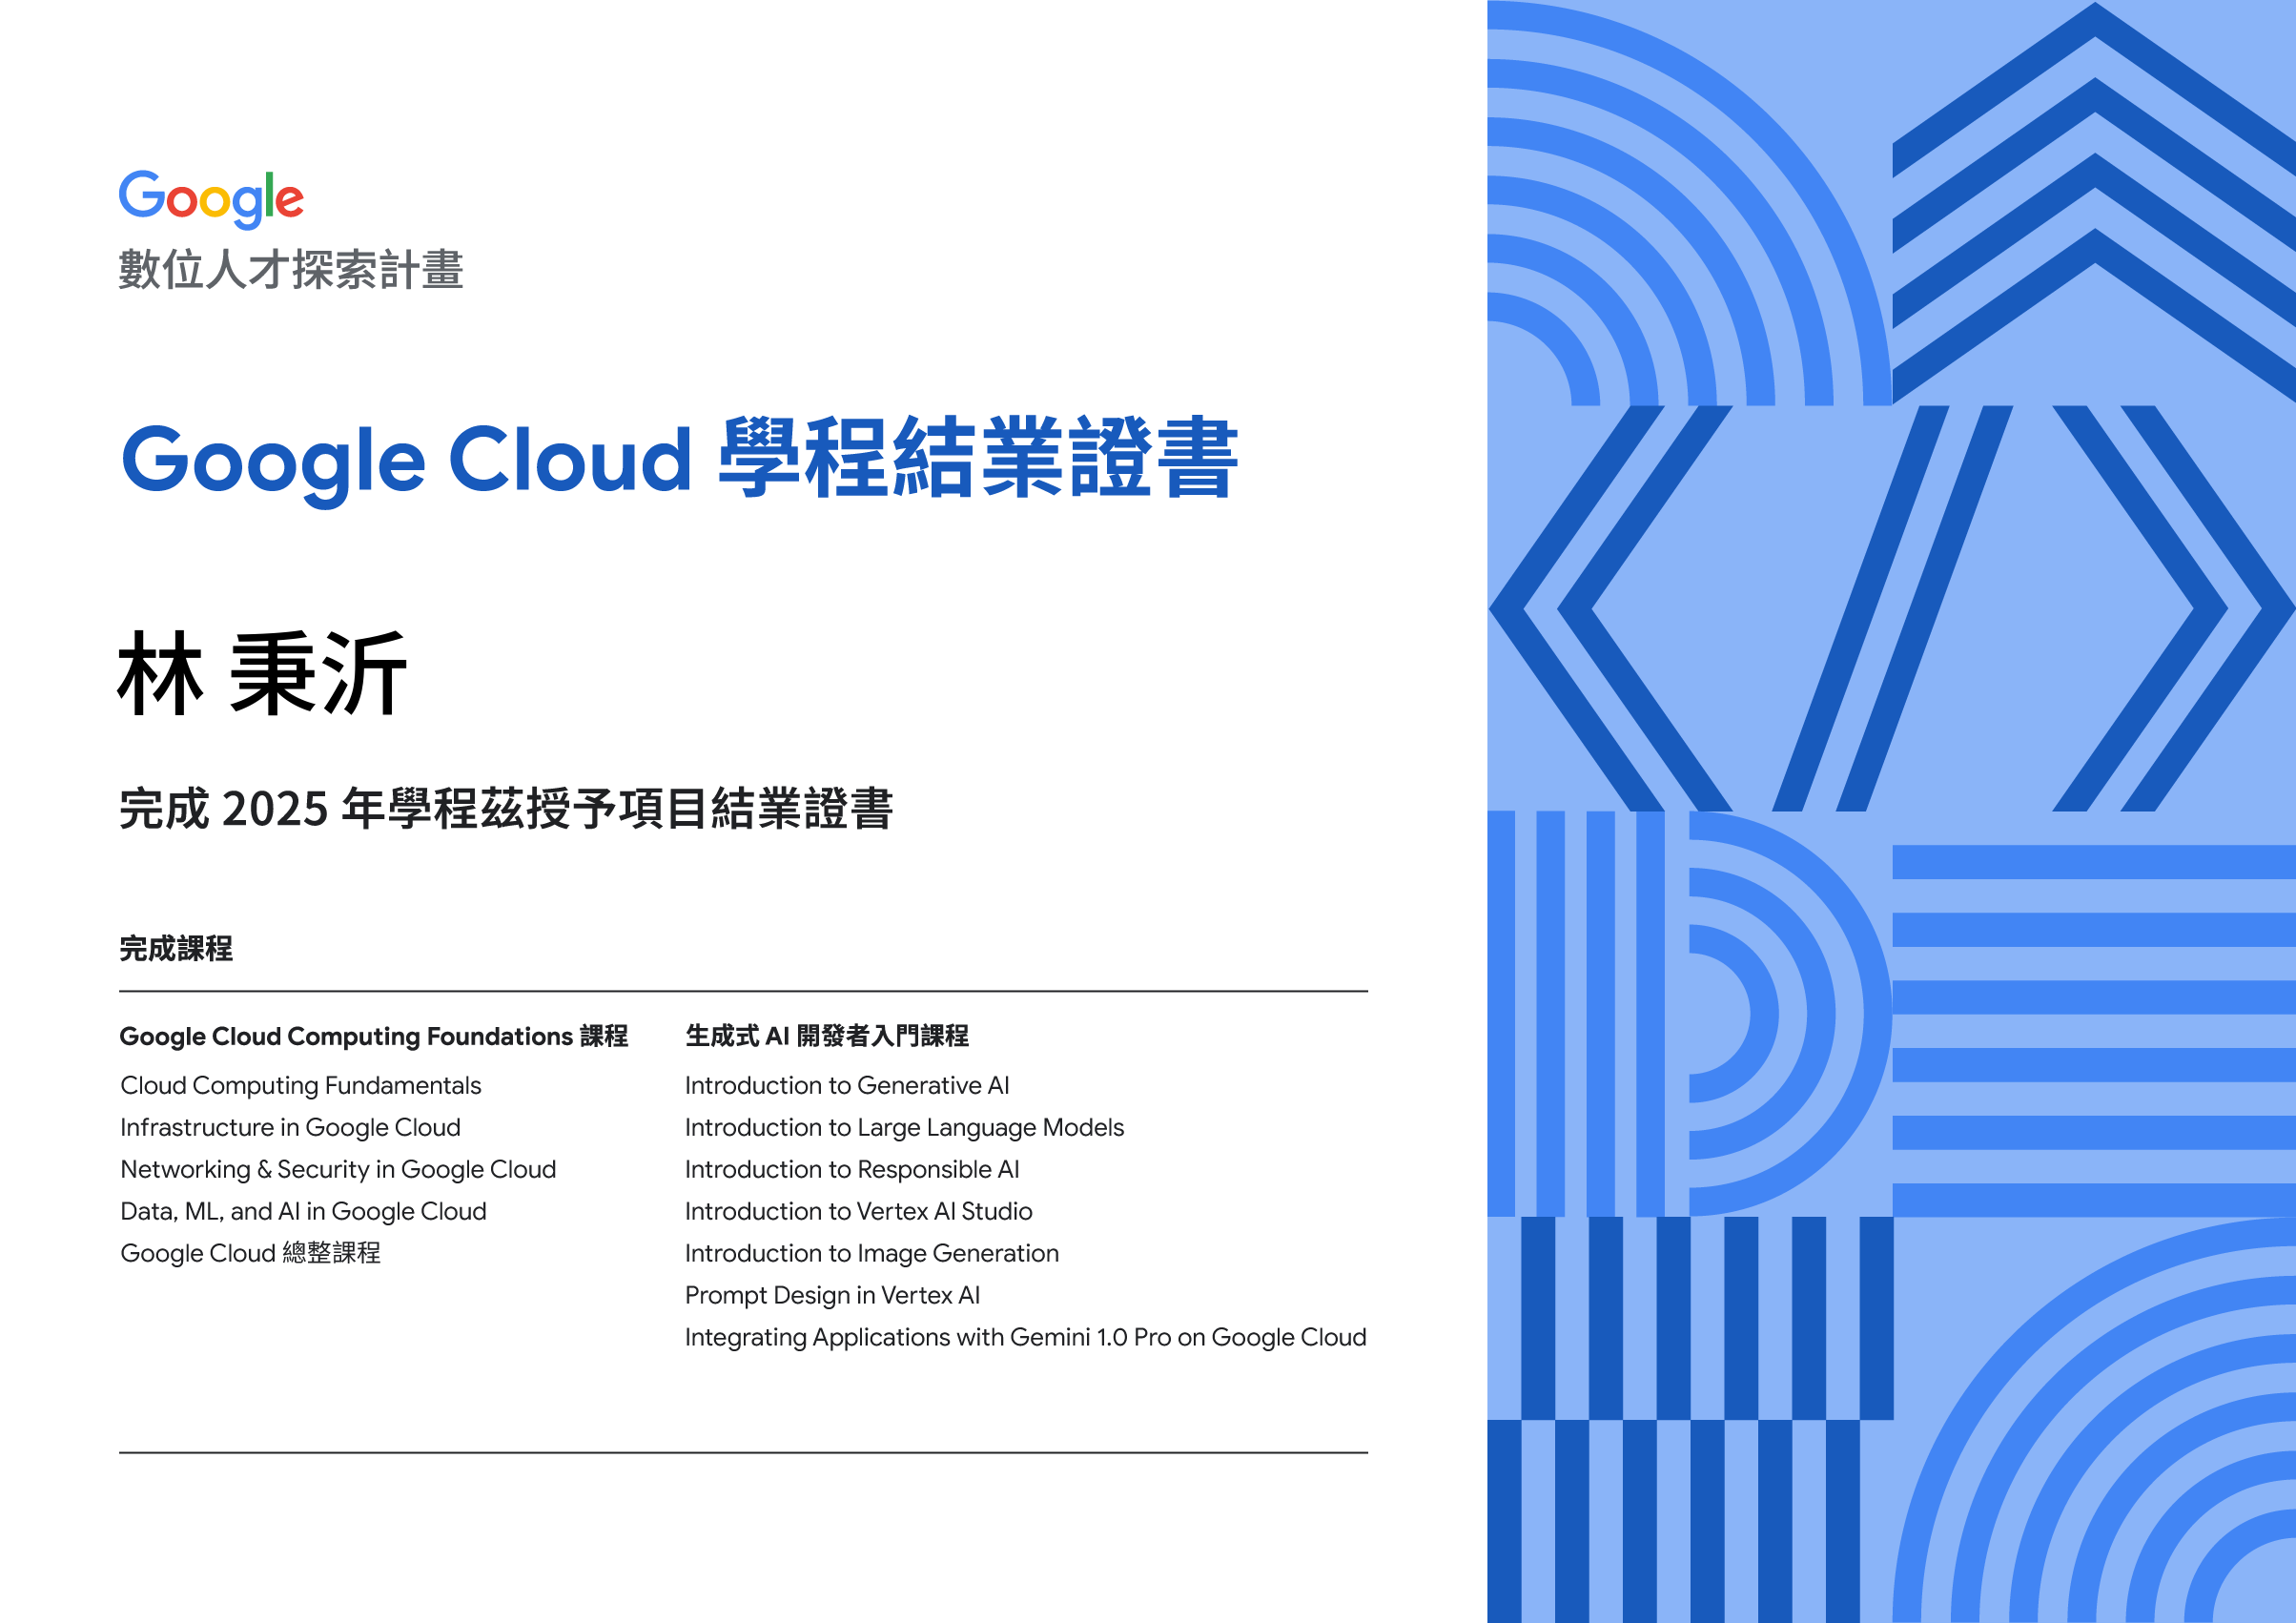 Google
數位人才探索計畫
Google Cloud 學程結業證書
林 秉沂
完成 2025 年學程茲授予項目結業證書
完成課程
Google Cloud Computing Foundations 課程
Cloud Computing Fundamentals
Infrastructure in Google Cloud
Networking & Security in Google Cloud
Data, ML, and AI in Google Cloud
Google Cloud 總整課程
生成式 AI 開發者入門課程
Introduction to Generative AI
Introduction to Large Language Models
Introduction to Responsible AI
Introduction to Vertex AI Studio
Introduction to Image Generation
Prompt Design in Vertex AI
Integrating Applications with Gemini 1.0 Pro on Google Cloud